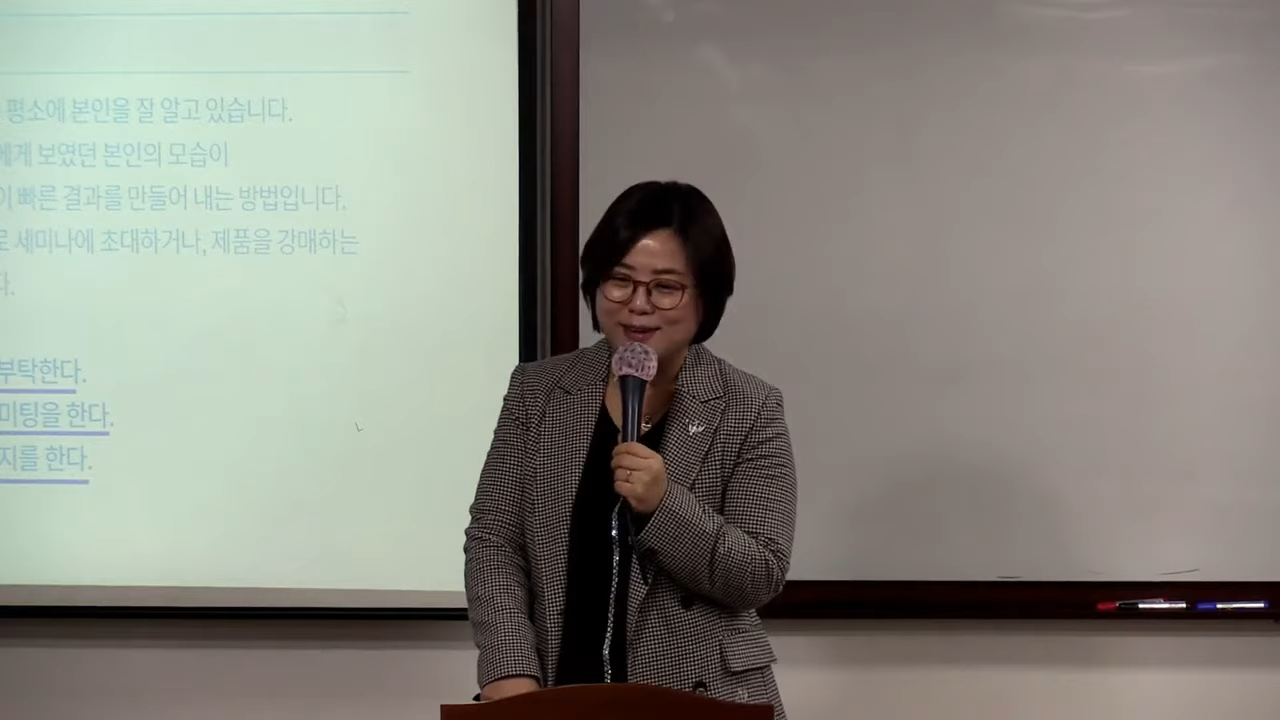 평소에 본인을 잘 알고 있습니다.
에게 보였던 본인의 모습이
이 빠른 결과를 만들어 내는 방법입니다.
로 세미나에 초대하거나, 제품을 강매하는
다.
부탁한다.
미팅을 한다.
지를 한다.